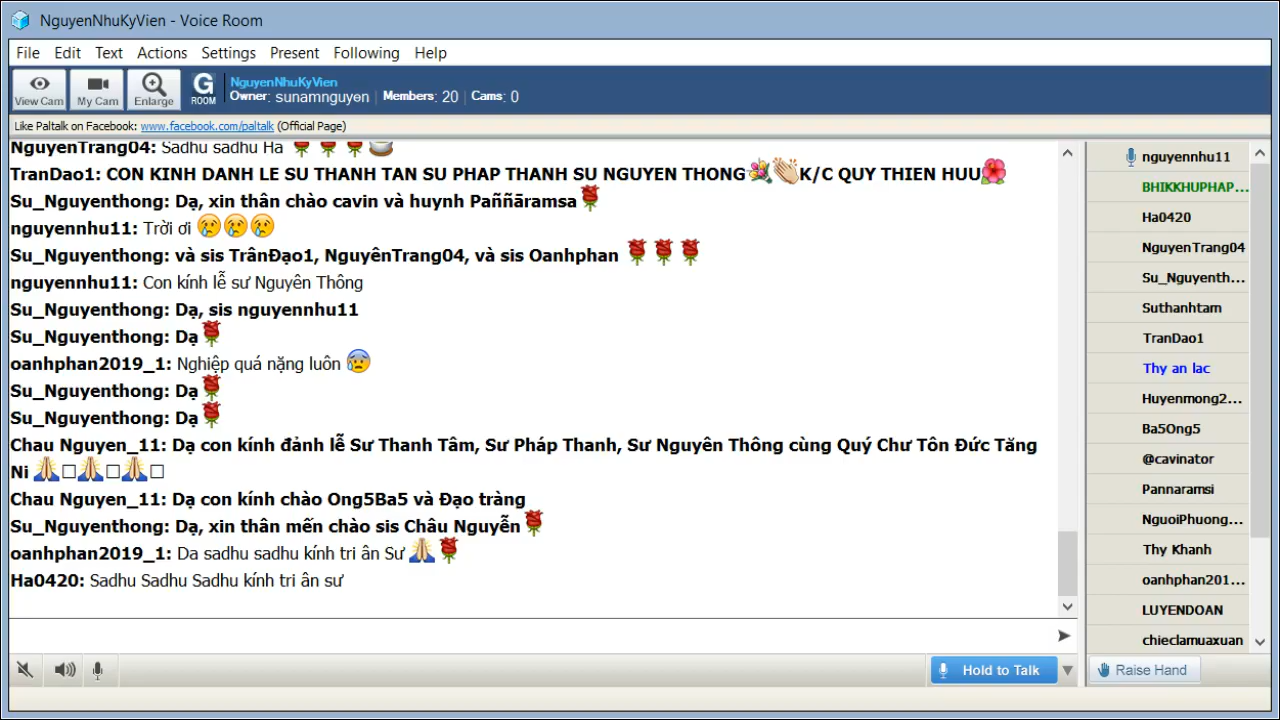 NguyenNhuKyVien - Voice Room
File Edit Text Actions Settings Present Following Help
View Cam My Cam Enlarge G ROOM NguyenNhuKyVien
Owner: sunamnguyen | Members: 20 | Cams: 0
Like Paltalk on Facebook: www.facebook.com/paltalk (Official Page)
NguyenTrang04: Sadhu sadhu Ha
TranDao1: CON KINH DANH LE SU THANH TAN SU PHAP THANH SU NGUYEN THONG K/C QUY THIEN HUU
Su_Nguyenthong: Dạ, xin thân chào cavin và huynh Paññāramsa
nguyennhu11: Trời ơi
Su_Nguyenthong: và sis TrânĐạo1, NguyênTrang04, và sis Oanhphan
nguyennhu11: Con kính lễ sư Nguyên Thông
Su_Nguyenthong: Dạ, sis nguyennhu11
Su_Nguyenthong: Dạ
oanhphan2019_1: Nghiệp quá nặng luôn
Su_Nguyenthong: Dạ
Su_Nguyenthong: Dạ
Chau Nguyen_11: Dạ con kính đảnh lễ Sư Thanh Tâm, Sư Pháp Thanh, Sư Nguyên Thông cùng Quý Chư Tôn Đức Tăng
Ni
Chau Nguyen_11: Dạ con kính chào Ong5Ba5 và Đạo tràng
Su_Nguyenthong: Dạ, xin thân mến chào sis Châu Nguyễn
oanhphan2019_1: Da sadhu sadhu kính tri ân Sư
Ha0420: Sadhu Sadhu Sadhu kính tri ân sư
nguyennhu11
BHIKKHUPHAP...
Ha0420
NguyenTrang04
Su_Nguyenth...
Suthanhtam
TranDao1
Thy an lac
Huyenmong2...
Ba5Ong5
@cavinator
Pannaramsi
NguoiPhuong...
Thy Khanh
oanhphan201...
LUYENDOAN
chieclamuaxuan
Hold to Talk
Raise Hand